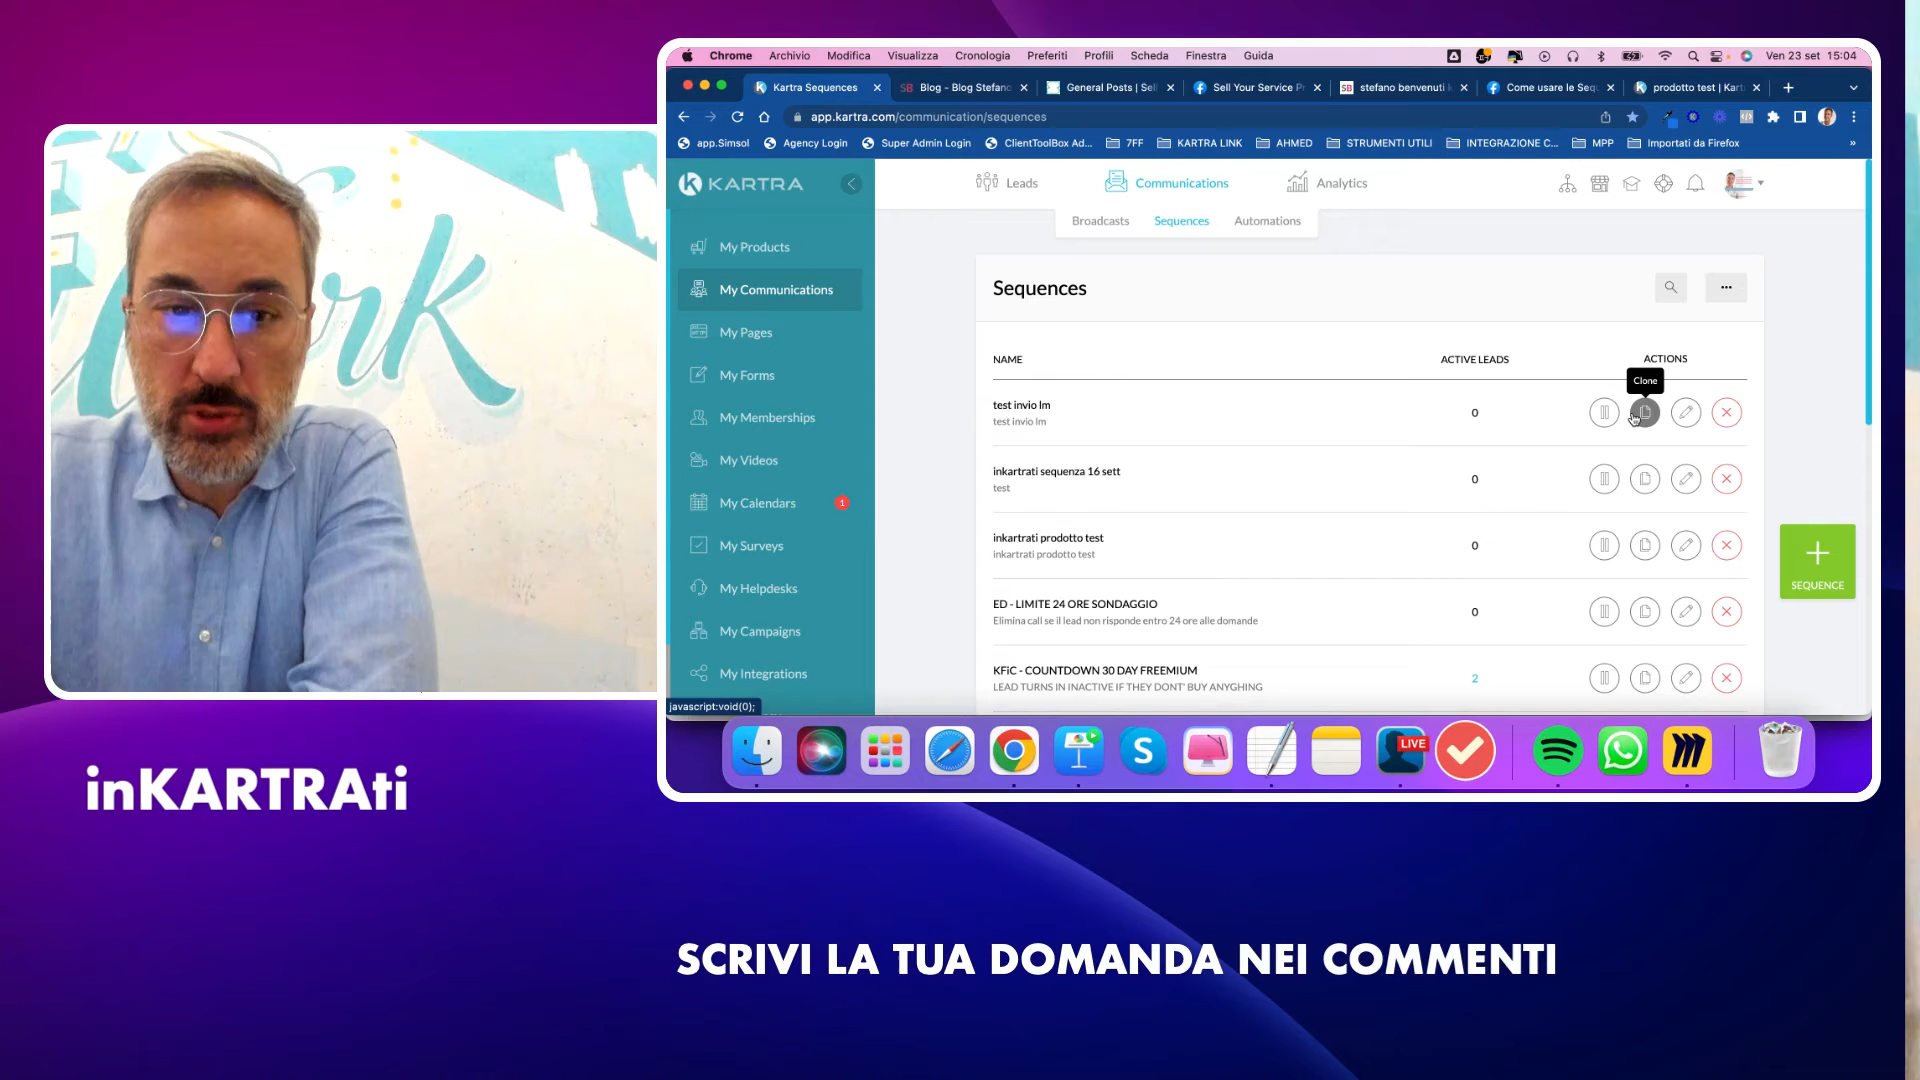 Work
inKARTRAti
Chrome Archivio Modifica Visualizza Cronologia Preferiti Profili Scheda Finestra Guida Ven 23 set 15:04
Kartra Sequences SB Blog - Blog Stefano General Posts | Sell Your Service SB stefano benvenuti Come usare le prodotto test |
app.kartra.com/communication/sequences
app.Simsol Agency Login Super Admin Login ClientToolBox Ad... 7FF KARTRA LINK AHMED STRUMENTI UTILI INTEGRAZIONE C... MPP Importati da Firefox »
KARTRA
Leads Communications Analytics
Broadcasts Sequences Automations
My Products
My Communications
My Pages
My Forms
My Memberships
My Videos
My Calendars 1
My Surveys
My Helpdesks
My Campaigns
My Integrations
javascript:void(0);
Sequences
NAME ACTIVE LEADS ACTIONS
Clone
test invio lm 0
test invio lm
inkartrati sequenza 16 sett 0
test
inkartrati prodotto test 0
inkartrati prodotto test
ED - LIMITE 24 ORE SONDAGGIO 0
Elimina call se il lead non risponde entro 24 ore alle domande
KFiC - COUNTDOWN 30 DAY FREEMIUM 2
LEAD TURNS IN INACTIVE IF THEY DONT' BUY ANYGHING
+
SEQUENCE
LIVE
SCRIVI LA TUA DOMANDA NEI COMMENTI